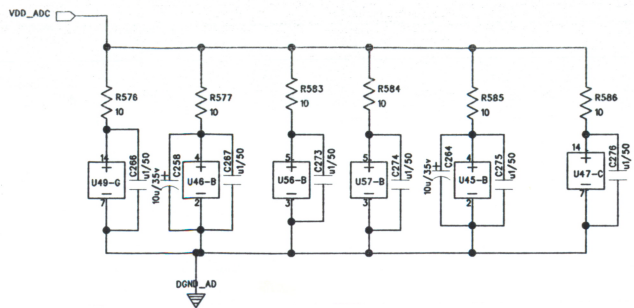 VDD_ADC
R576
10
R577
10
R583
10
R584
10
R585
10
R586
10
14
U49-G
7
C266
u1/50
10u/35v
C258
4
U46-B
2
C267
u1/50
5
U56-B
3
C273
u1/50
5
U57-B
3
C274
u1/50
10u/35v
C264
4
U45-B
2
C275
u1/50
14
U47-C
7
C276
u1/50
DGND_AD